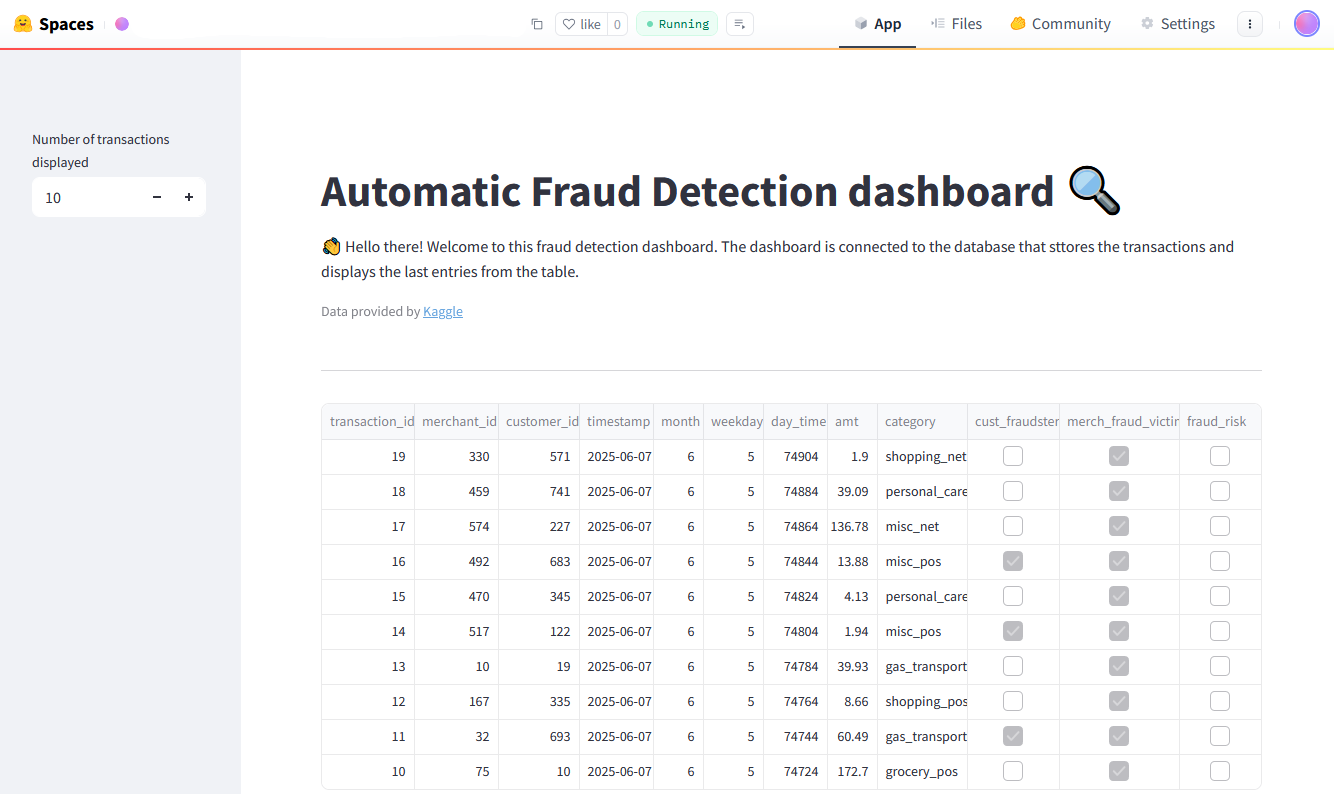 Spaces
like 0
Running
App
Files
Community
Settings
Number of transactions
displayed
10
Automatic Fraud Detection dashboard
Hello there! Welcome to this fraud detection dashboard. The dashboard is connected to the database that sttores the transactions and
displays the last entries from the table.
Data provided by Kaggle
transaction_id merchant_id customer_id timestamp month weekday day_time amt category cust_fraudster merch_fraud_victir fraud_risk
19 330 571 2025-06-07 6 5 74904 1.9 shopping_net
18 459 741 2025-06-07 6 5 74884 39.09 personal_care
17 574 227 2025-06-07 6 5 74864 136.78 misc_net
16 492 683 2025-06-07 6 5 74844 13.88 misc_pos
15 470 345 2025-06-07 6 5 74824 4.13 personal_care
14 517 122 2025-06-07 6 5 74804 1.94 misc_pos
13 10 19 2025-06-07 6 5 74784 39.93 gas_transport
12 167 335 2025-06-07 6 5 74764 8.66 shopping_pos
11 32 693 2025-06-07 6 5 74744 60.49 gas_transport
10 75 10 2025-06-07 6 5 74724 172.7 grocery_pos